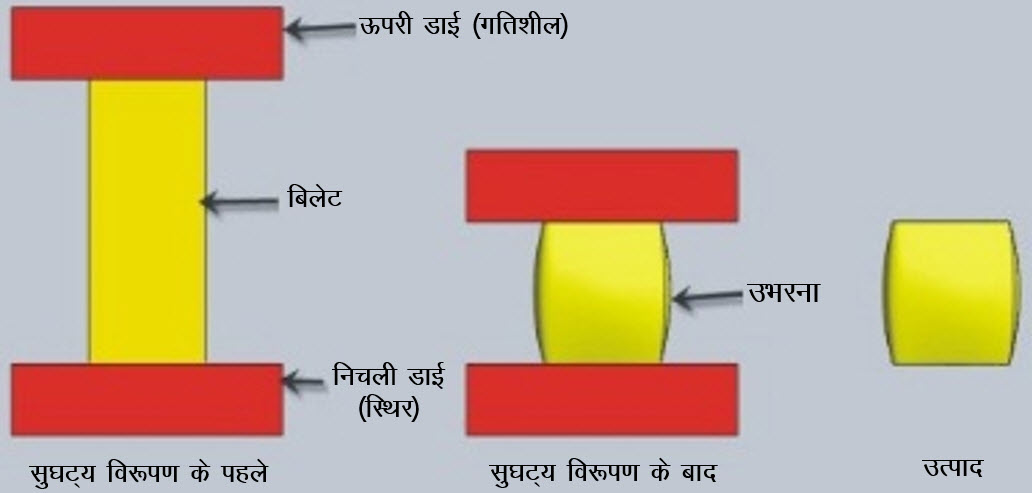 ऊपरी डाई (गतिशील)
बिलेट
उभरना
निचली डाई
(स्थिर)
सुघट्य विरूपण के पहले
सुघट्य विरूपण के बाद
उत्पाद